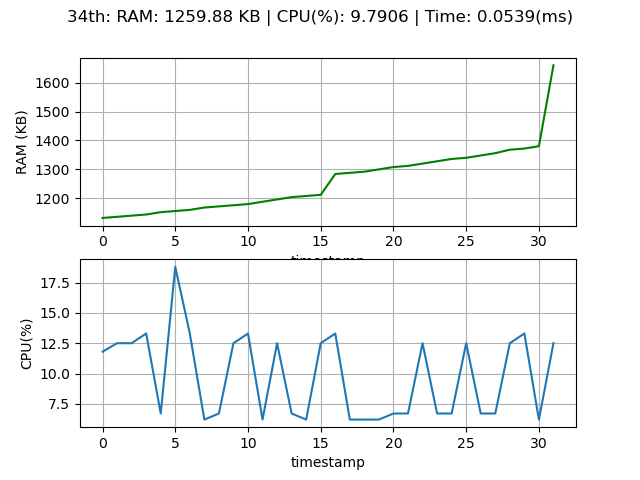 34th: RAM: 1259.88 KB | CPU(%): 9.7906 | Time: 0.0539(ms)
1600
1500
1400
1300
1200
RAM (KB)
0 5 10 15 20 25 30
timestamp
17.5
15.0
12.5
10.0
7.5
CPU(%)
0 5 10 15 20 25 30
timestamp